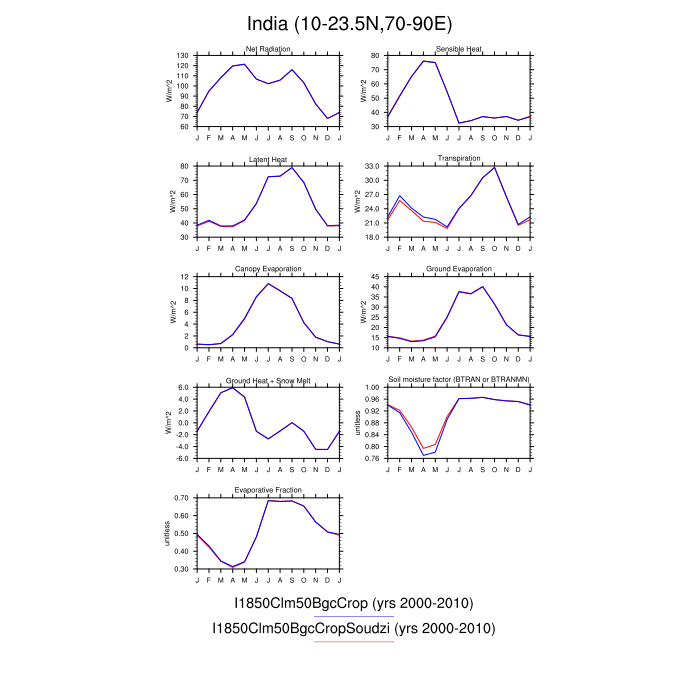 India (10-23.5N,70-90E)
Net Radiation
W/m^2
130
120
110
100
90
80
70
60
J F M A M J J A S O N D J
Sensible Heat
W/m^2
80
70
60
50
40
30
J F M A M J J A S O N D J
Latent Heat
W/m^2
80
70
60
50
40
30
J F M A M J J A S O N D J
Transpiration
W/m^2
33.0
30.0
27.0
24.0
21.0
18.0
J F M A M J J A S O N D J
Canopy Evaporation
W/m^2
12
10
8
6
4
2
0
J F M A M J J A S O N D J
Ground Evaporation
W/m^2
45
40
35
30
25
20
15
10
J F M A M J J A S O N D J
Ground Heat + Snow Melt
W/m^2
6.0
4.0
2.0
0.0
-2.0
-4.0
-6.0
J F M A M J J A S O N D J
Soil moisture factor (BTRAN or BTRANMN)
unitless
1.00
0.96
0.92
0.88
0.84
0.80
0.76
J F M A M J J A S O N D J
Evaporative Fraction
unitless
0.70
0.60
0.50
0.40
0.30
J F M A M J J A S O N D J
I1850Clm50BgcCrop (yrs 2000-2010)
I1850Clm50BgcCropSoudzi (yrs 2000-2010)